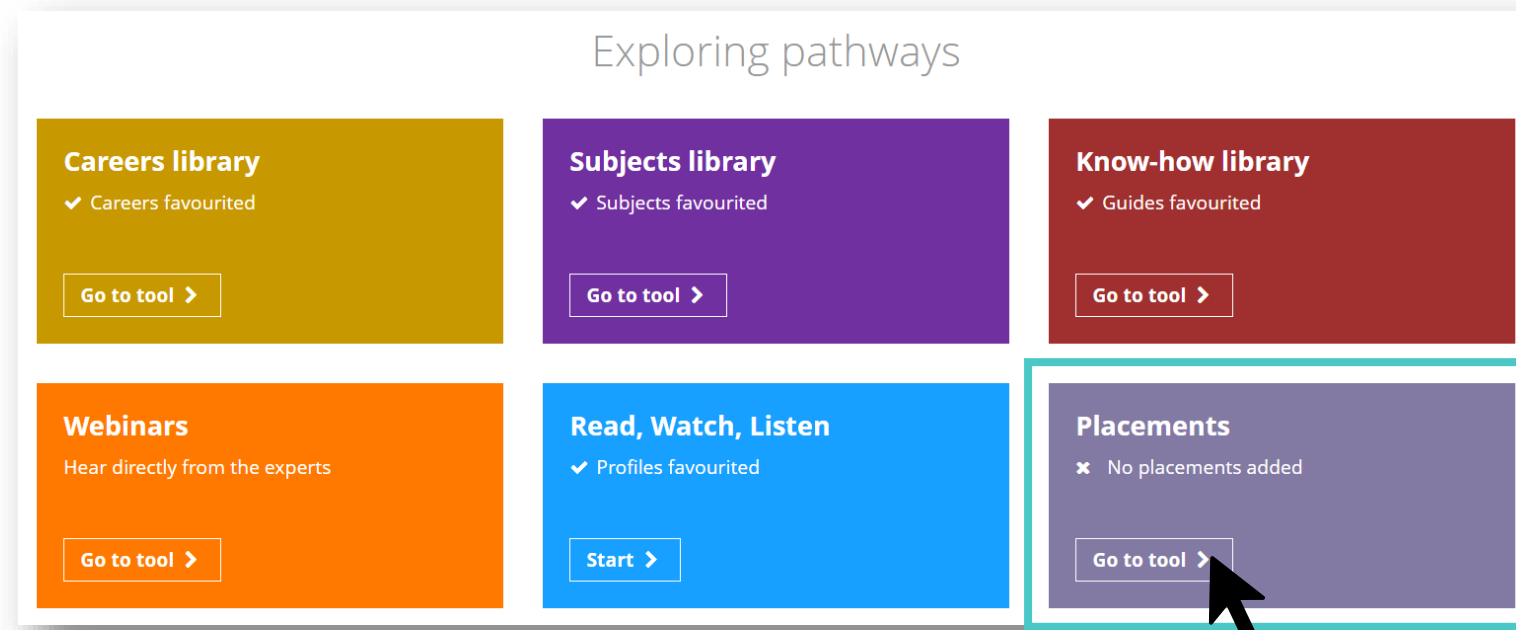 Exploring pathways
Careers library
Careers favourited
Go to tool
Subjects library
Subjects favourited
Go to tool
Know-how library
Guides favourited
Go to tool
Webinars
Hear directly from the experts
Go to tool
Read, Watch, Listen
Profiles favourited
Start
Placements
No placements added
Go to tool